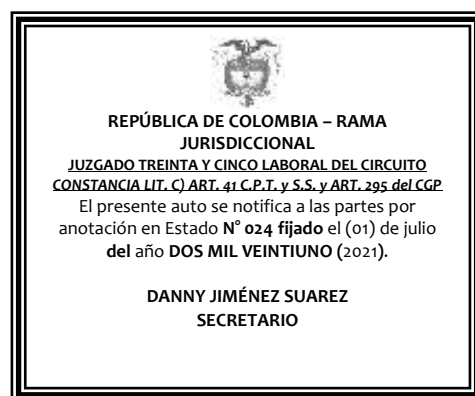 REPÚBLICA DE COLOMBIA – RAMA
JURISDICCIONAL
JUZGADO TREINTA Y CINCO LABORAL DEL CIRCUITO
CONSTANCIA LIT. C) ART. 41 C.P.T. y S.S. y ART. 295 del CGP
El presente auto se notifica a las partes por
anotación en Estado N° 024 fijado el (01) de julio
del año DOS MIL VEINTIUNO (2021).
DANNY JIMÉNEZ SUAREZ
SECRETARIO